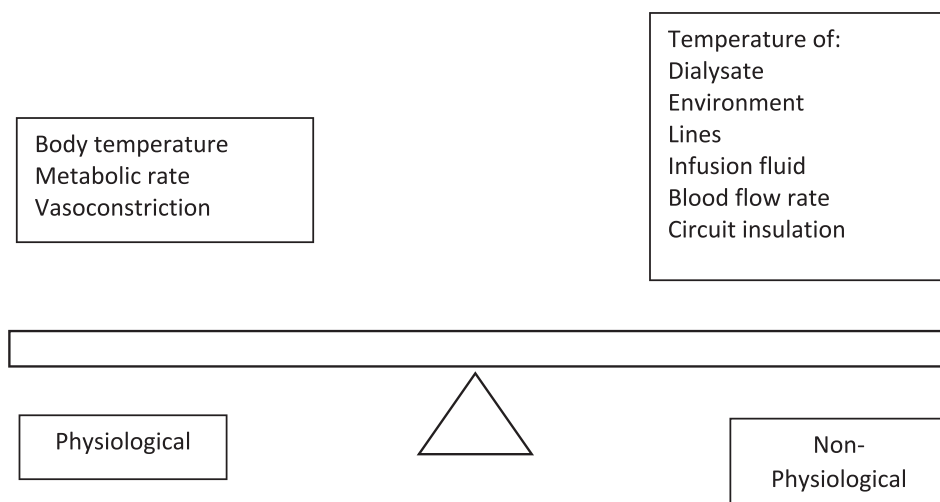 Temperature of:
Dialysate
Environment
Lines
Infusion fluid
Blood flow rate
Circuit insulation
Body temperature
Metabolic rate
Vasoconstriction
Physiological
Non-
Physiological